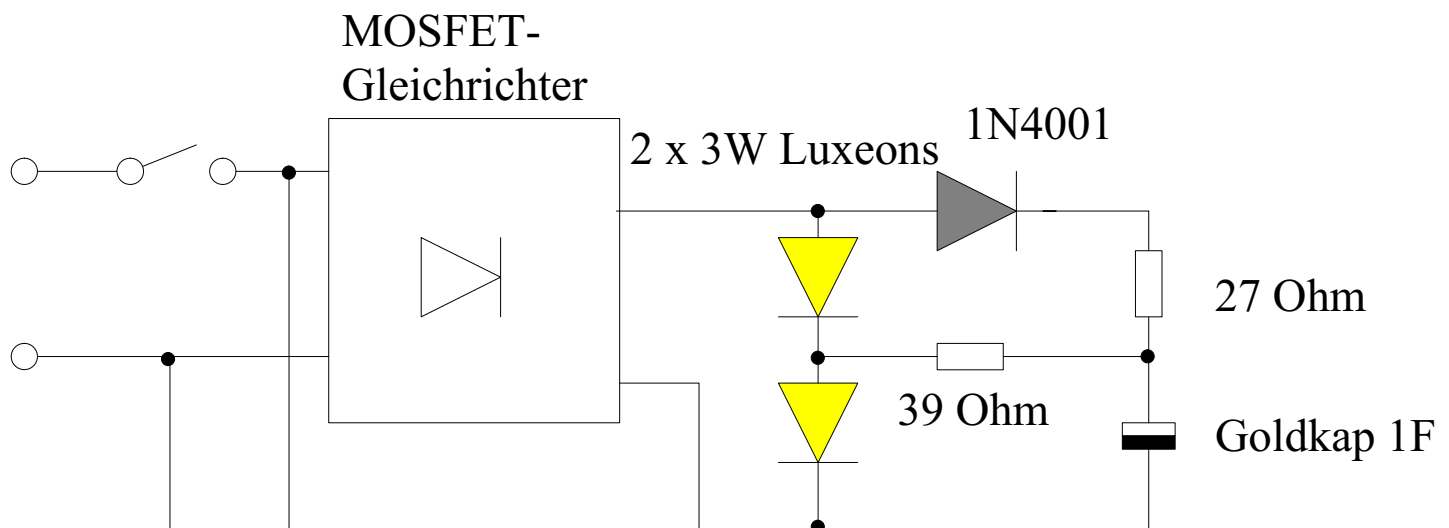 MOSFET-
Gleichrichter
2 x 3W Luxeons
1N4001
27 Ohm
39 Ohm
Goldkap 1F